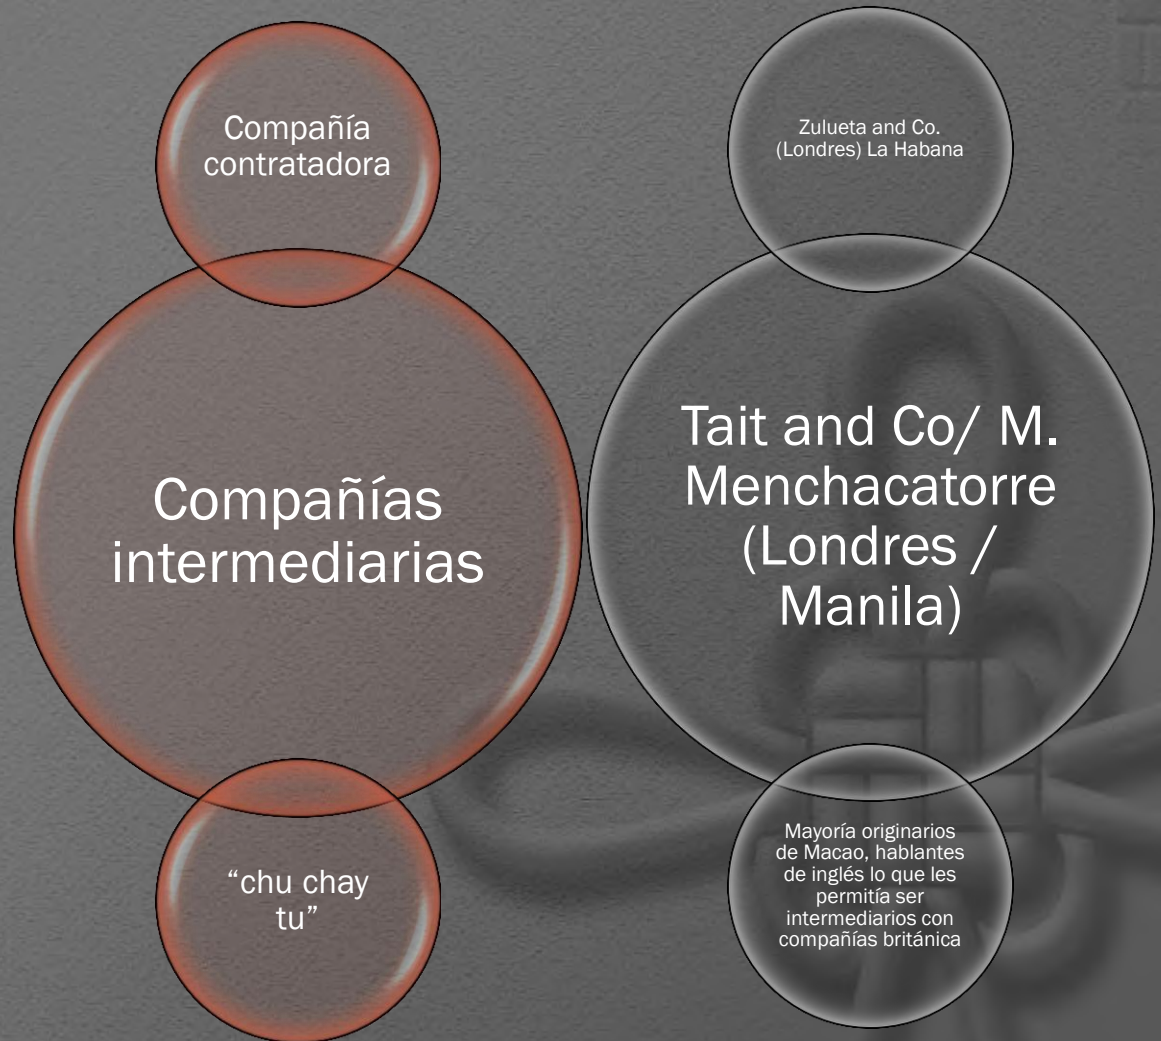 Compañía
contratadora
Compañías
intermediarias
“chu chay
tu”
Zulueta and Co.
(Londres) La Habana
Tait and Co/ M.
Menchacatorre
(Londres /
Manila)
Mayoría originarios
de Macao, hablantes
de inglés lo que les
permitía ser
intermediarios con
compañías británica